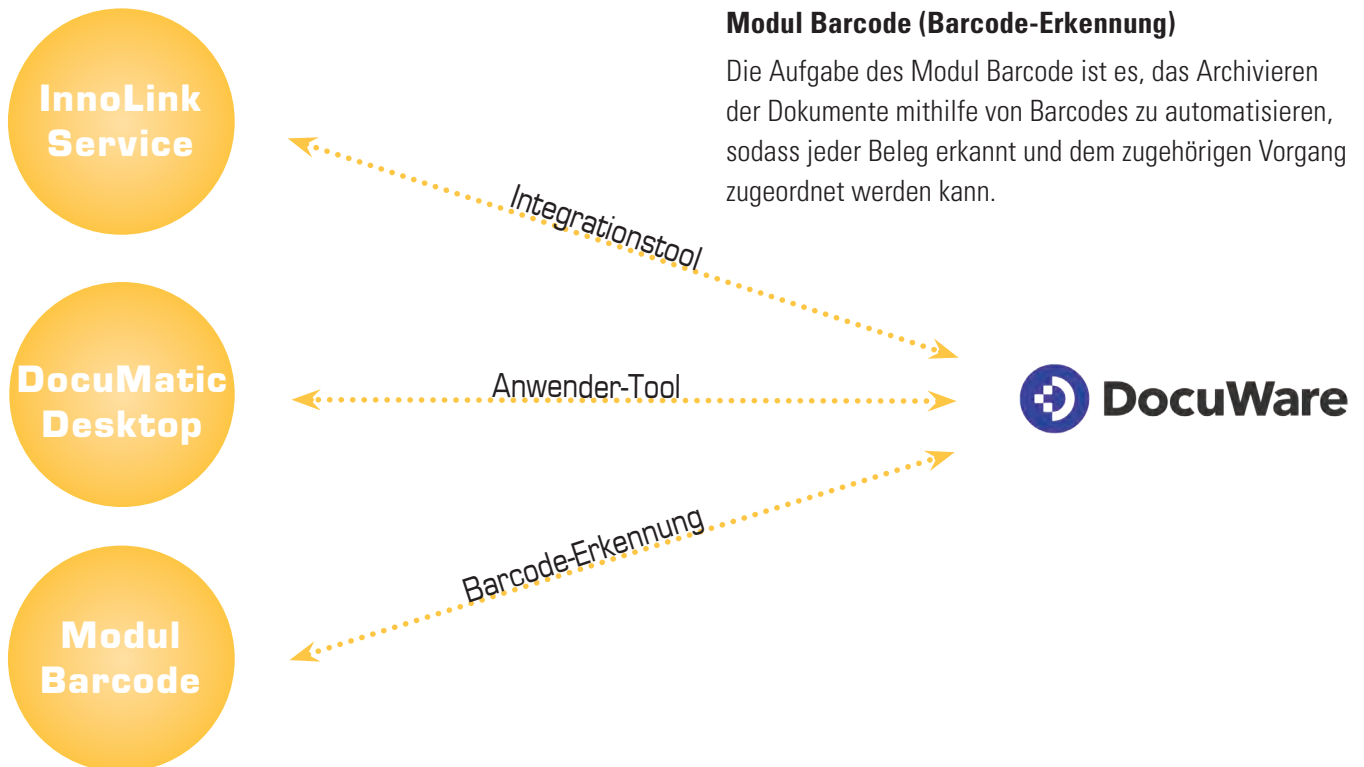 Modul Barcode (Barcode-Erkennung)
Die Aufgabe des Modul Barcode ist es, das Archivieren
der Dokumente mithilfe von Barcodes zu automatisieren,
sodass jeder Beleg erkannt und dem zugehörigen Vorgang
zugeordnet werden kann.
InnoLink
Service
Integrationstool
DocuMatic
Desktop
Anwender-Tool
DocuWare
Barcode-Erkennung
Modul
Barcode